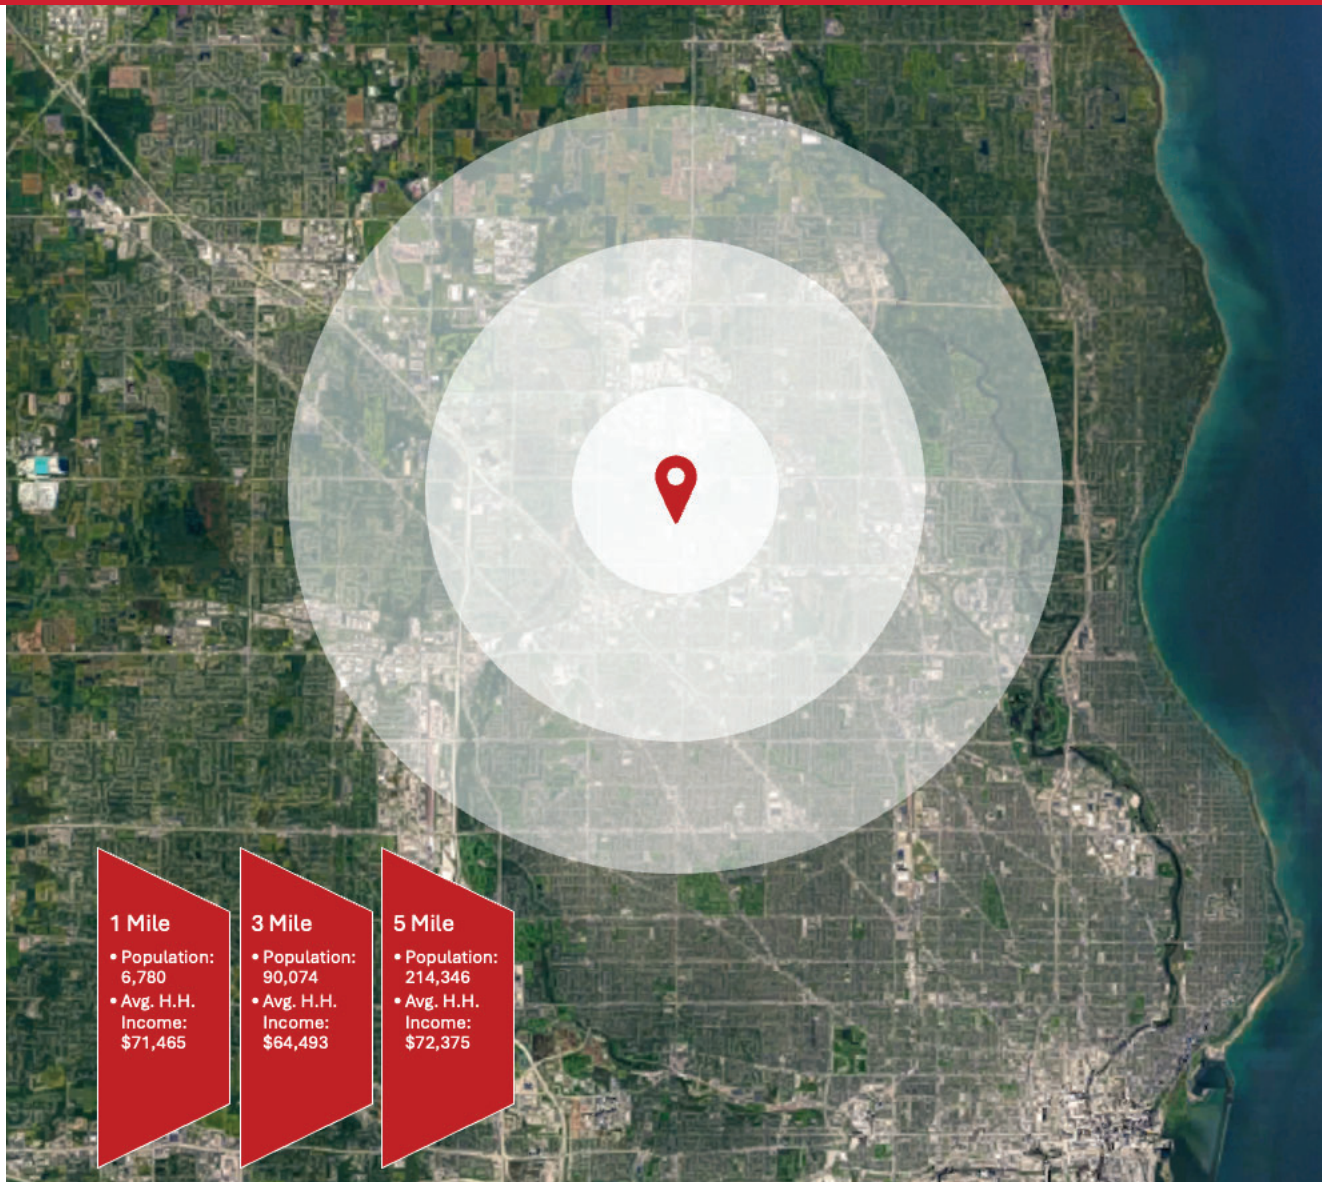 1 Mile
• Population:
6,780
• Avg. H.H.
Income:
$71,465
3 Mile
• Population:
90,074
• Avg. H.H.
Income:
$64,493
5 Mile
• Population:
214,346
• Avg. H.H.
Income:
$72,375